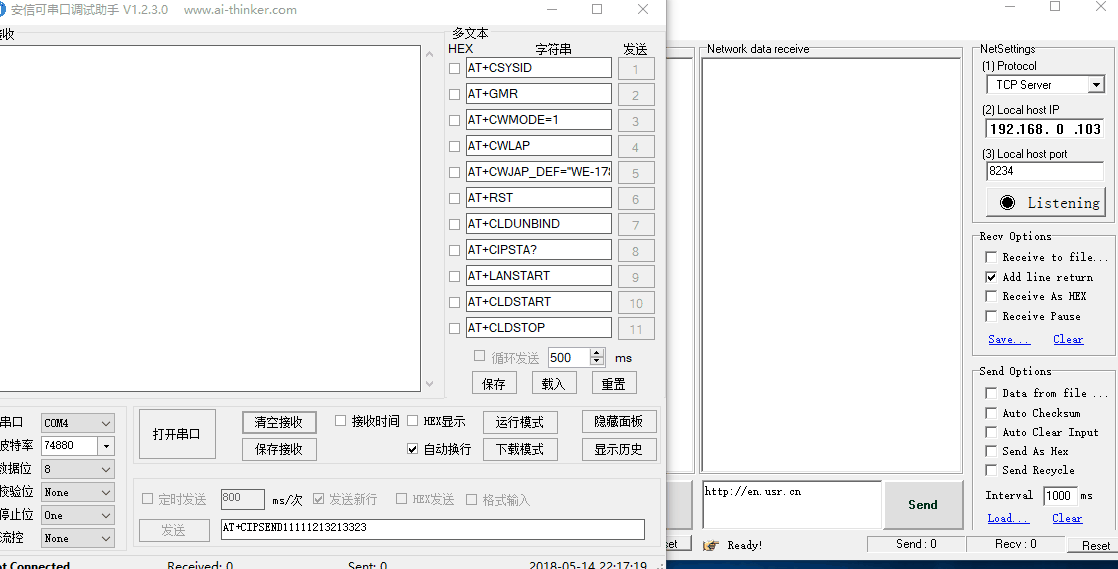 安信可串口调试助手 V1.2.3.0 www.ai-thinker.com
多文本
HEX 字符串 发送
AT+CSYSID 1
AT+GMR 2
AT+CWMODE=1 3
AT+CWLAP 4
AT+CWJAP_DEF="WE-178 5
AT+RST 6
AT+CLDUNBIND 7
AT+CIPSTA? 8
AT+LANSTART 9
AT+CLDSTART 10
AT+CLDSTOP 11
循环发送 500 ms
保存 载入 重置
串口 COM4
波特率 74880
数据位 8
校验位 None
停止位 One
流控 None
打开串口
清空接收 接收时间 HEX显示 运行模式 隐藏面板
保存接收 自动换行 下载模式 显示历史
定时发送 800 ms/次 发送新行 HEX发送 格式输入
发送 AT+CIPSEND11111213213323
ot Connected Received: 0 Sent: 0 2018-05-14 22:17:19
Network data receive
NetSettings
(1) Protocol
TCP Server
(2) Local host IP
192.168. 0 .103
(3) Local host port
8234
Listening
Recv Options
Receive to file...
Add line return
Receive As HEX
Receive Pause
Save... Clear
Send Options
Data from file ...
Auto Checksum
Auto Clear Input
Send As Hex
Send Recycle
Interval 1000 ms
Load... Clear
http://en.usr.cn
Send
set Ready! Send : 0 Recv : 0 Reset